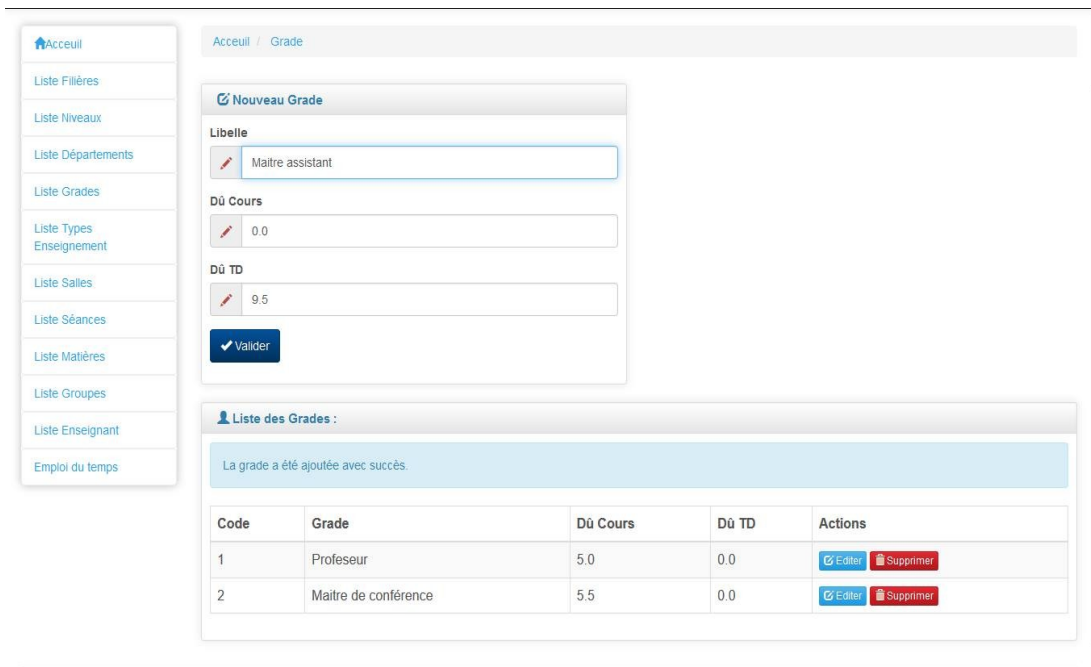 Acceuil
Liste Filières
Liste Niveaux
Liste Départements
Liste Grades
Liste Types
Enseignement
Liste Salles
Liste Séances
Liste Matières
Liste Groupes
Liste Enseignant
Emploi du temps
Acceuil / Grade
Nouveau Grade
Libelle
Maitre assistant
Dû Cours
0.0
Dû TD
9.5
Valider
Liste des Grades :
La grade a été ajoutée avec succès.
Code Grade Dû Cours Dû TD Actions
1 Profeseur 5.0 0.0 Editer Supprimer
2 Maitre de conférence 5.5 0.0 Editer Supprimer